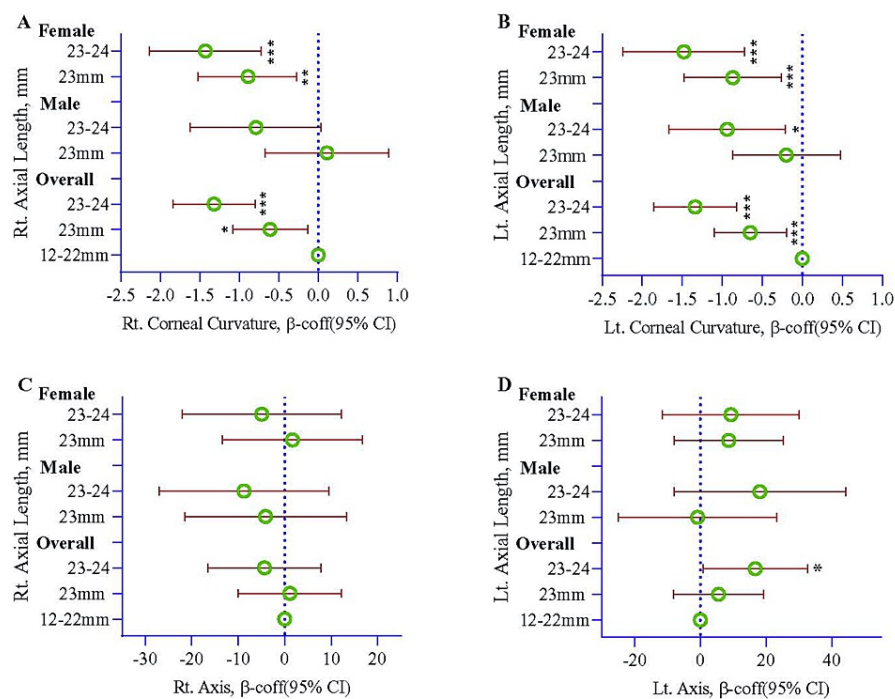 A
Female
23-24
***
23mm
**
Male
23-24
23mm
Overall
23-24
***
23mm
*
12-22mm
Rt. Axial Length, mm
-2.5 -2.0 -1.5 -1.0 -0.5 0.0 0.5 1.0
Rt. Corneal Curvature, β-coff(95% CI)
B
Female
23-24
***
23mm
***
Male
23-24
*
23mm
Overall
23-24
***
23mm
***
12-22mm
Lt. Axial Length, mm
-2.5 -2.0 -1.5 -1.0 -0.5 0.0 0.5 1.0
Lt. Corneal Curvature, β-coff(95% CI)
C
Female
23-24
23mm
Male
23-24
23mm
Overall
23-24
23mm
12-22mm
Rt. Axial Length, mm
-30 -20 -10 0 10 20
Rt. Axis, β-coff(95% CI)
D
Female
23-24
23mm
Male
23-24
23mm
Overall
23-24
*
23mm
12-22mm
Lt. Axial Length, mm
-20 0 20 40
Lt. Axis, β-coff(95% CI)